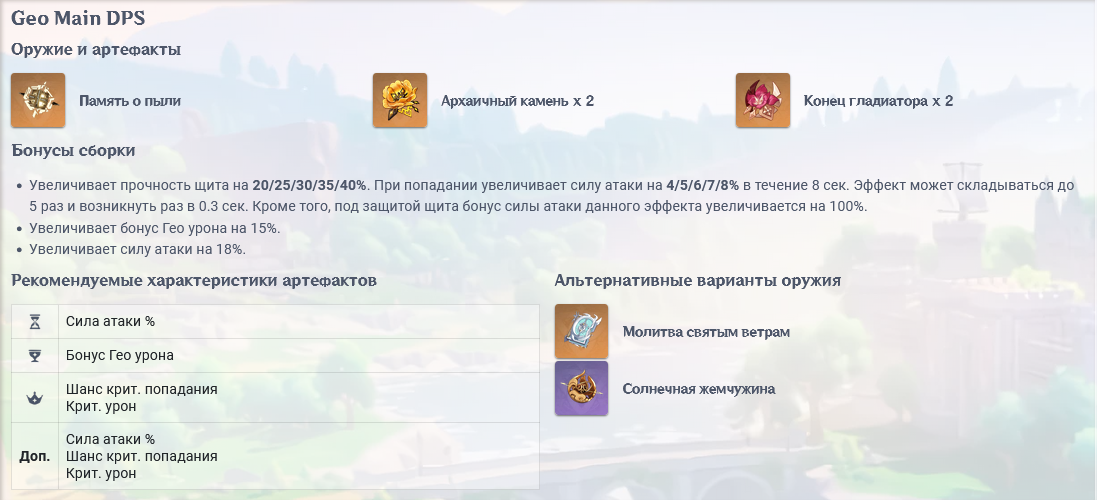 Geo Main DPS
Оружие и артефакты
Память о пыли
Архаичный камень x 2
Конец гладиатора x 2
Бонусы сборки
• Увеличивает прочность щита на 20/25/30/35/40%. При попадании увеличивает силу атаки на 4/5/6/7/8% в течение 8 сек. Эффект может складываться до
5 раз и возникнуть раз в 0.3 сек. Кроме того, под защитой щита бонус силы атаки данного эффекта увеличивается на 100%.
• Увеличивает бонус Гео урона на 15%.
• Увеличивает силу атаки на 18%.
Рекомендуемые характеристики артефактов
Сила атаки %
Бонус Гео урона
Шанс крит. попадания
Крит. урон
Доп.
Сила атаки %
Шанс крит. попадания
Крит. урон
Альтернативные варианты оружия
Молитва святым ветрам
Солнечная жемчужина